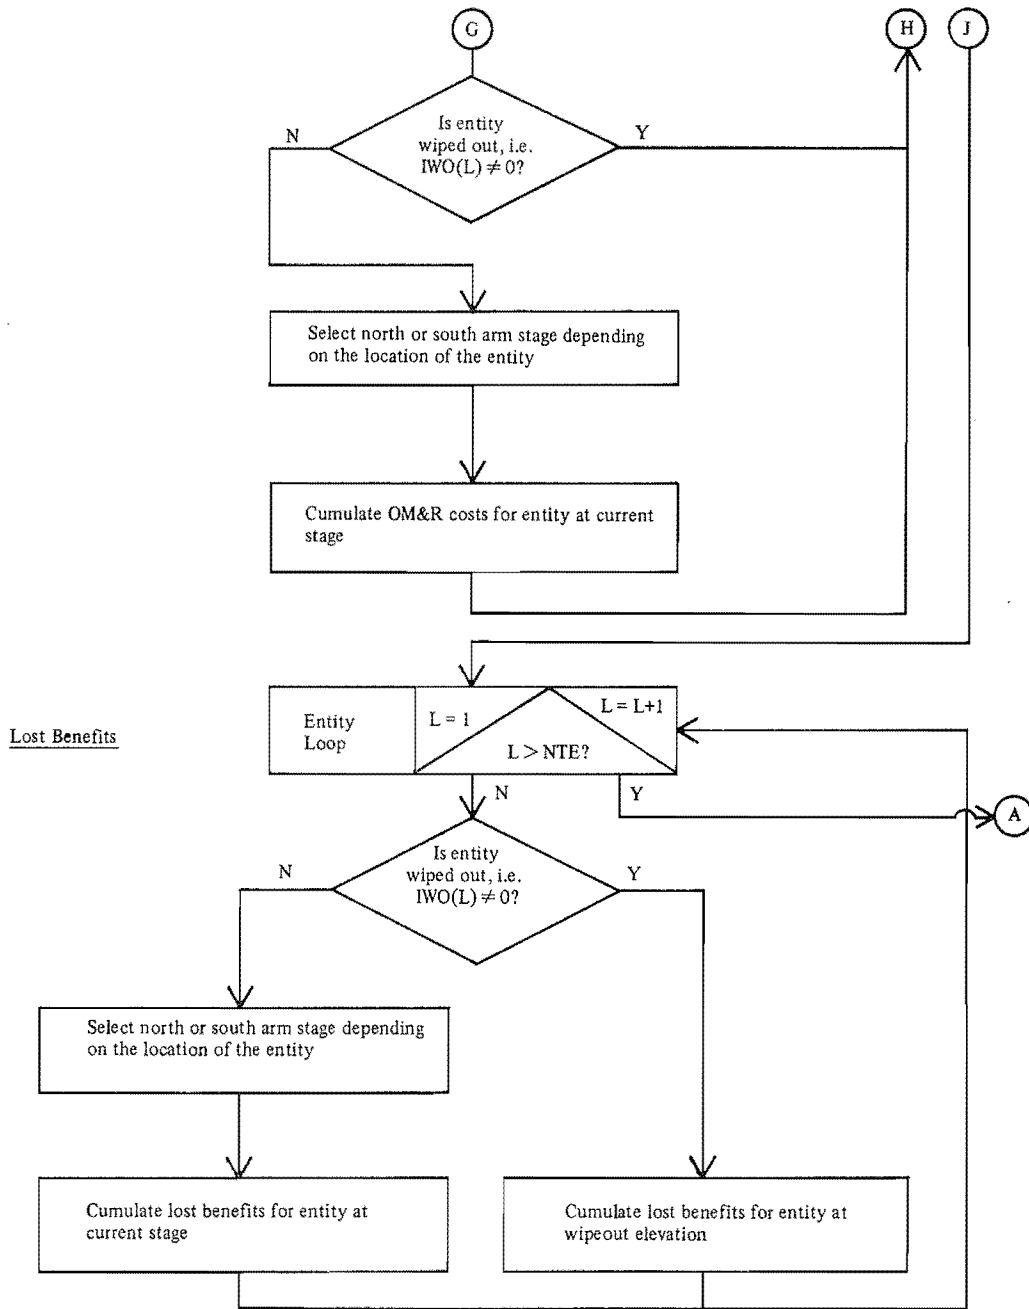 G
H
J
Is entity
wiped out, i.e.
IWO(L) ≠ 0?
N
Y
Select north or south arm stage depending
on the location of the entity
Cumulate OM&R costs for entity at current
stage
Lost Benefits
Entity
Loop
L = 1
L = L+1
L > NTE?
N
Y
A
Is entity
wiped out, i.e.
IWO(L) ≠ 0?
N
Y
Select north or south arm stage depending
on the location of the entity
Cumulate lost benefits for entity at
current stage
Cumulate lost benefits for entity at
wipeout elevation